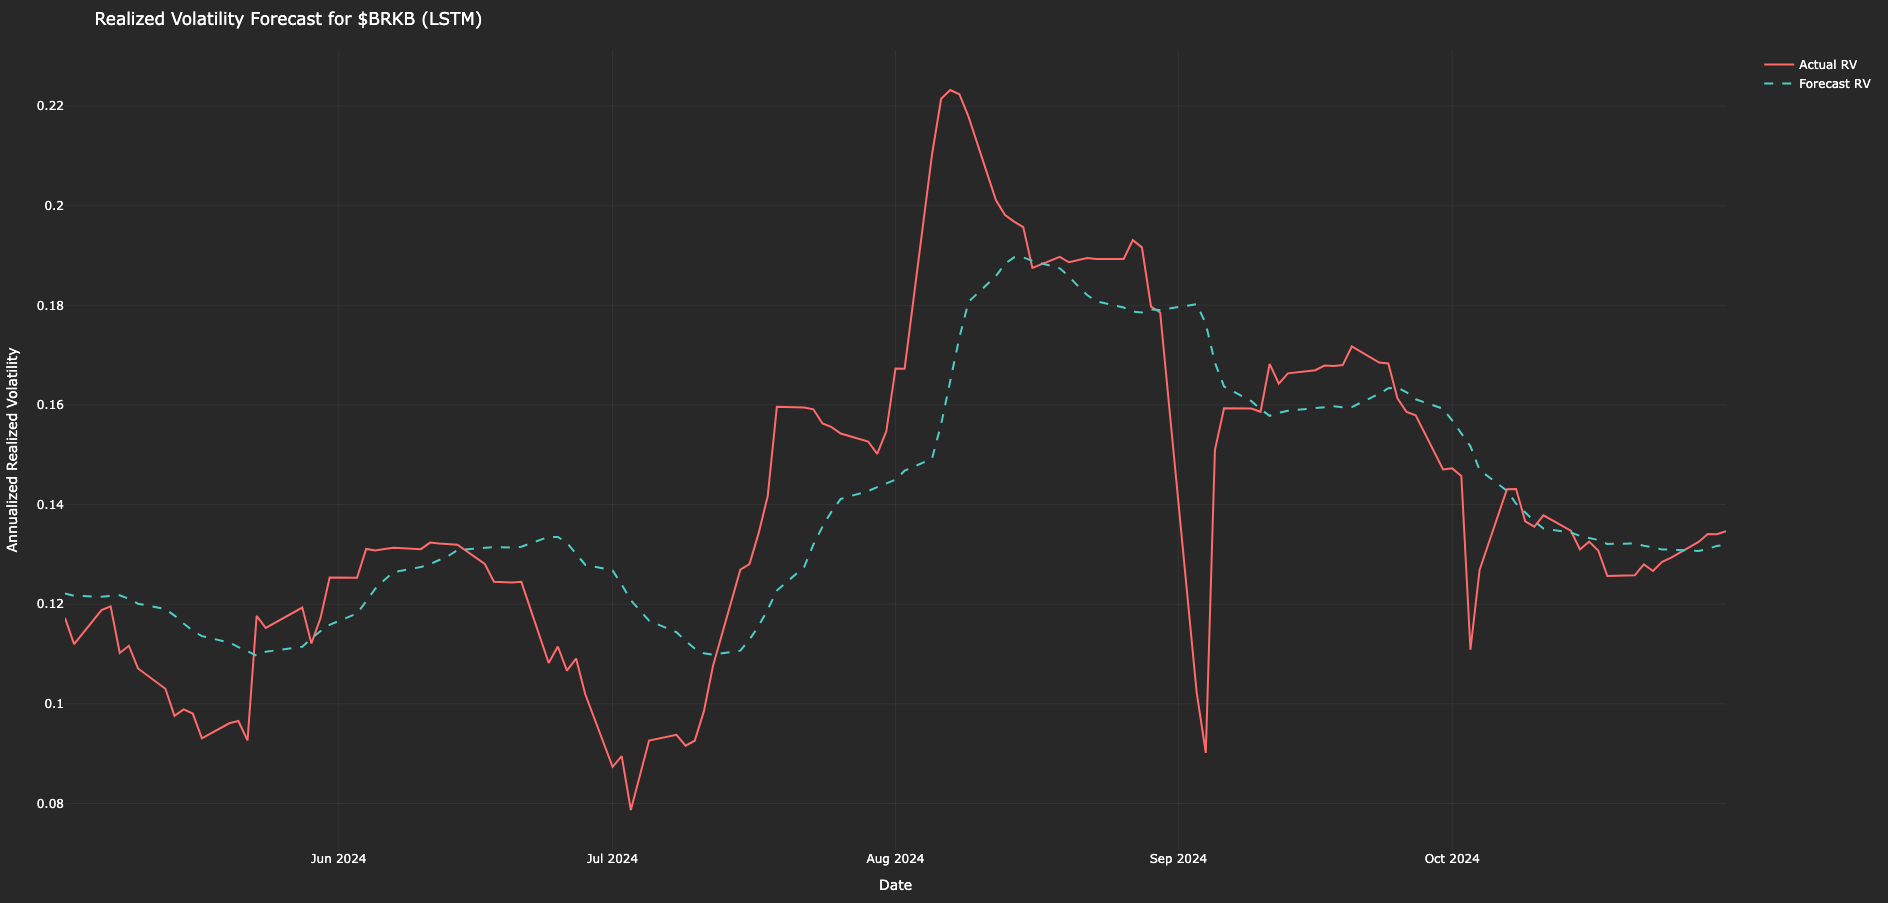 Realized Volatility Forecast for $BRKB (LSTM)
Actual RV
Forecast RV
0.22
0.2
0.18
0.16
0.14
0.12
0.1
0.08
Annualized Realized Volatility
Jun 2024
Jul 2024
Aug 2024
Sep 2024
Oct 2024
Date